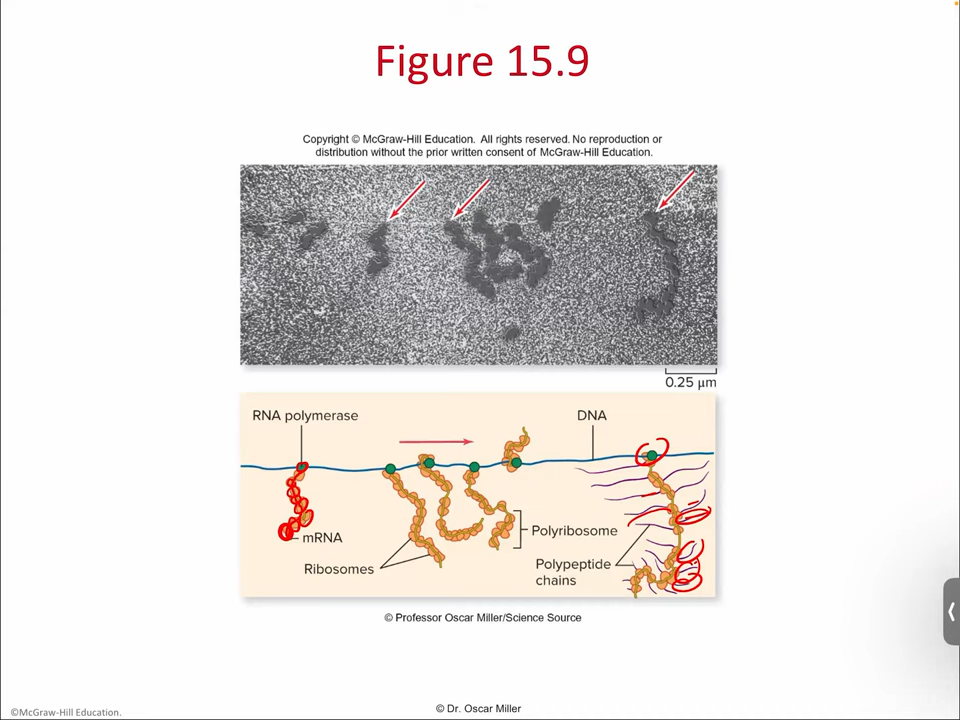 Figure 15.9
Copyright © McGraw-Hill Education. All rights reserved. No reproduction or
distribution without the prior written consent of McGraw-Hill Education.
0.25 μm
RNA polymerase
DNA
mRNA
Polyribosome
Ribosomes
Polypeptide
chains
© Professor Oscar Miller/Science Source
©McGraw-Hill Education.
© Dr. Oscar Miller